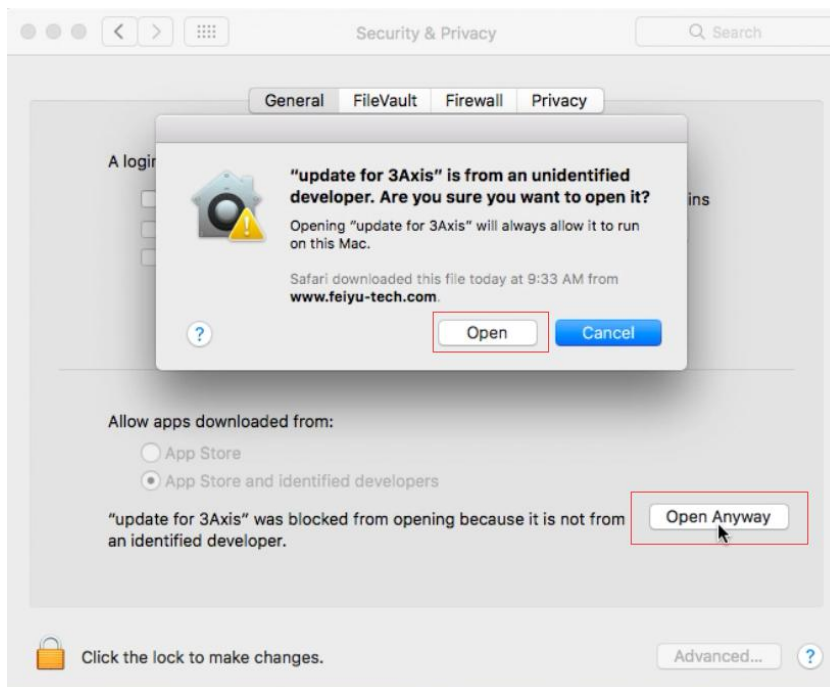 Security & Privacy
Search
General FileVault Firewall Privacy
A login
ins
"update for 3Axis" is from an unidentified
developer. Are you sure you want to open it?
Opening "update for 3Axis" will always allow it to run
on this Mac.
Safari downloaded this file today at 9:33 AM from
www.feiyu-tech.com.
?
Open
Cancel
Allow apps downloaded from:
App Store
App Store and identified developers
"update for 3Axis" was blocked from opening because it is not from
an identified developer.
Open Anyway
Click the lock to make changes.
Advanced...
?